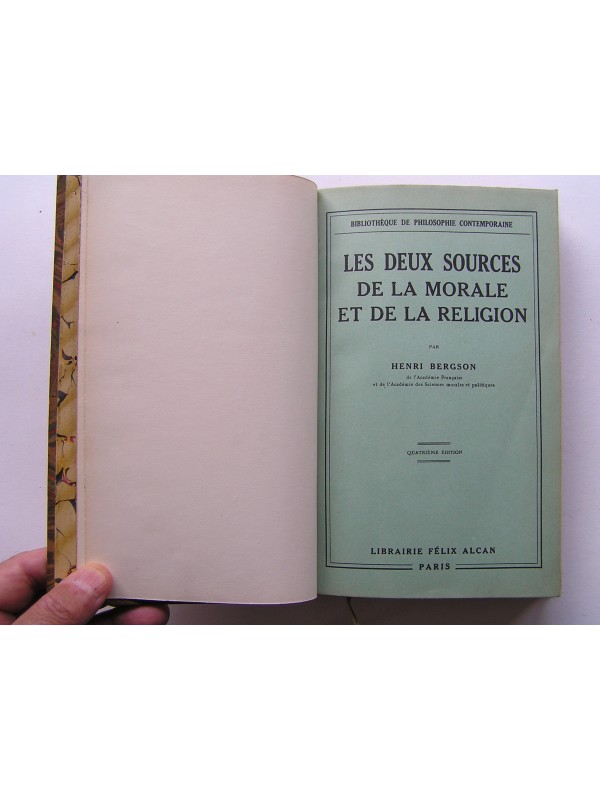 BIBLIOTHÈQUE DE PHILOSOPHIE CONTEMPORAINE
LES DEUX SOURCES
DE LA MORALE
ET DE LA RELIGION
PAR
HENRI BERGSON
de l'Académie Française
et de l'Académie des Sciences morales et politiques
QUATRIÈME ÉDITION
LIBRAIRIE FÉLIX ALCAN
PARIS